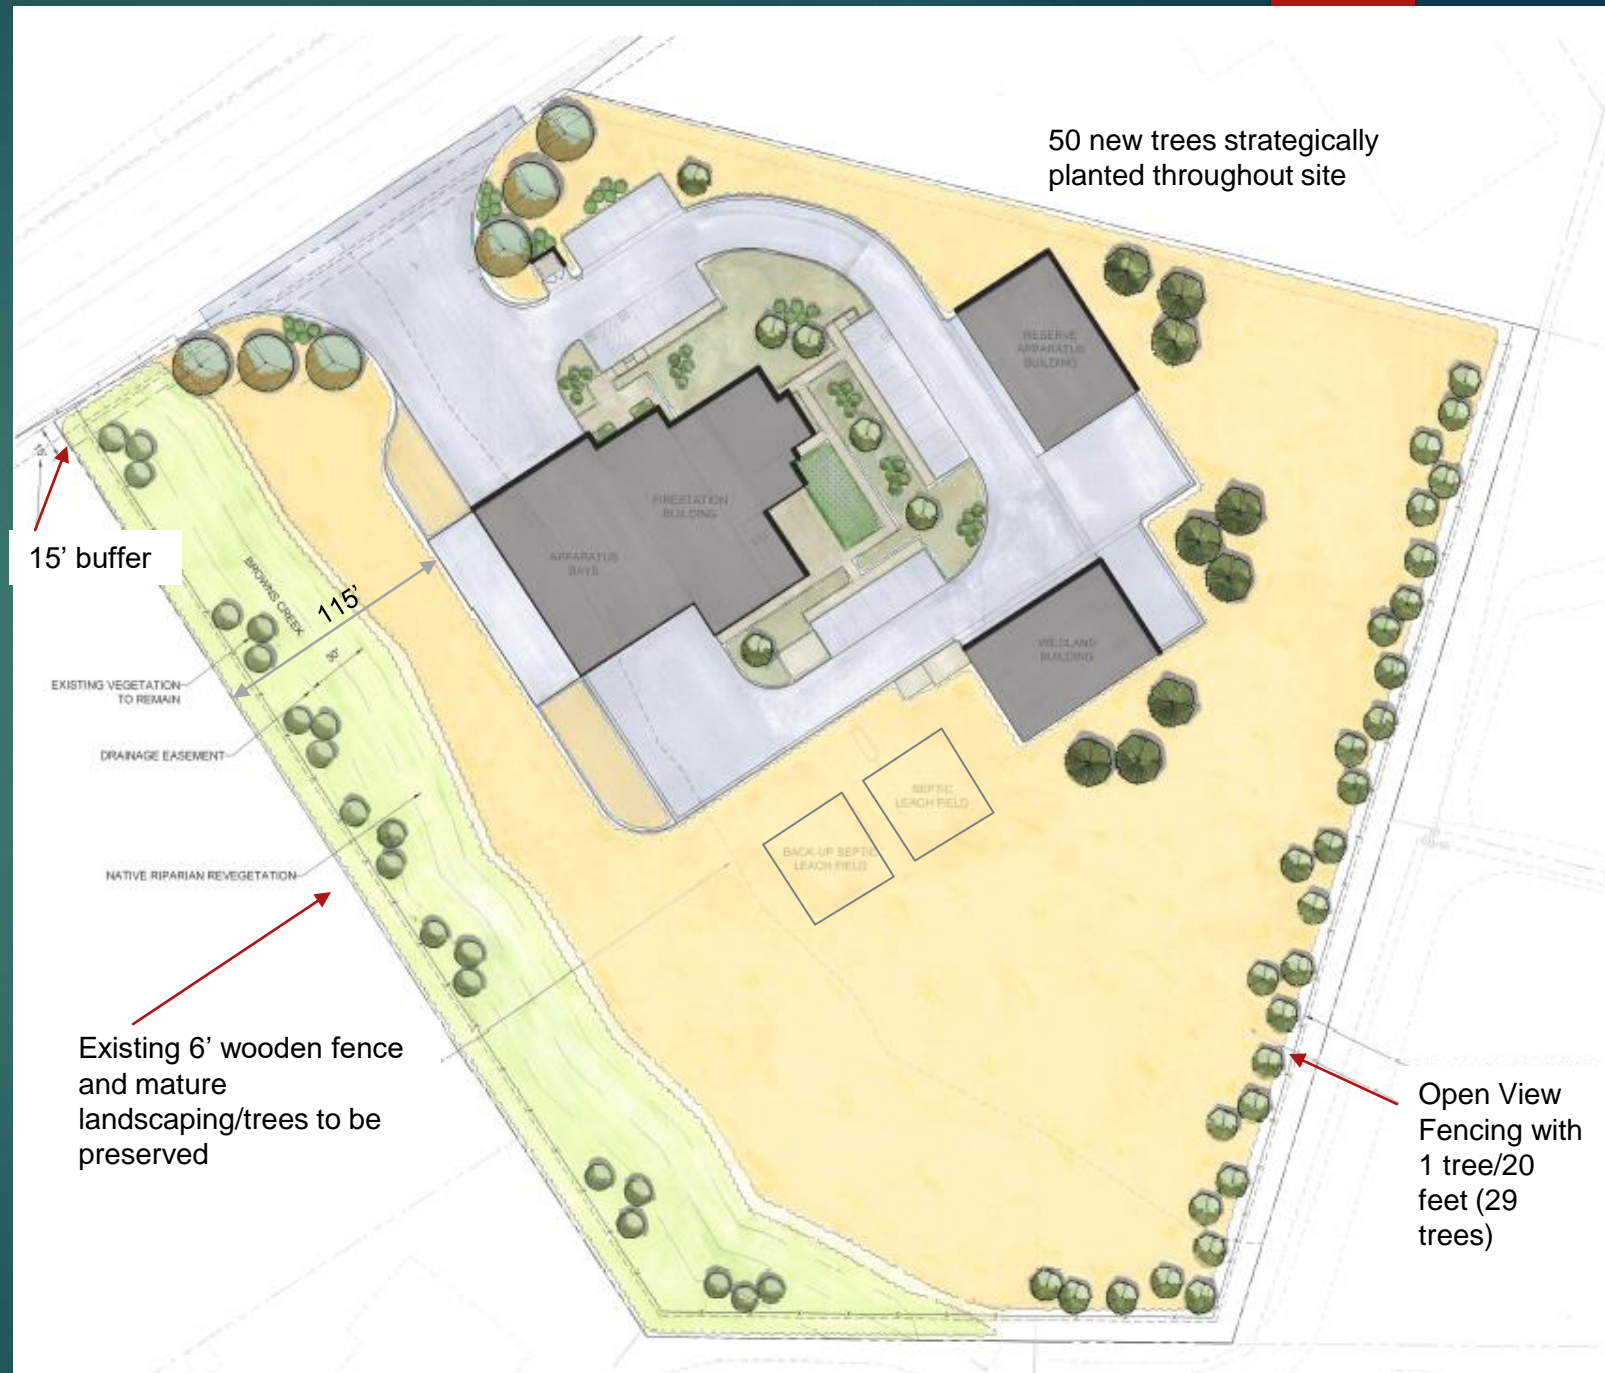 50 new trees strategically
planted throughout site
RESERVE
APPARATUS
BUILDING
15'
15' buffer
FIRESTATION
BUILDING
APPARATUS
BAYS
BROWNS CREEK
115'
30'
WILDLAND
BUILDING
EXISTING VEGETATION
TO REMAIN
DRAINAGE EASEMENT
SEPTIC
LEACH FIELD
BACK-UP SEPTIC
LEACH FIELD
NATIVE RIPARIAN REVEGETATION
Existing 6’ wooden fence
and mature
landscaping/trees to be
preserved
Open View
Fencing with
1 tree/20
feet (29
trees)